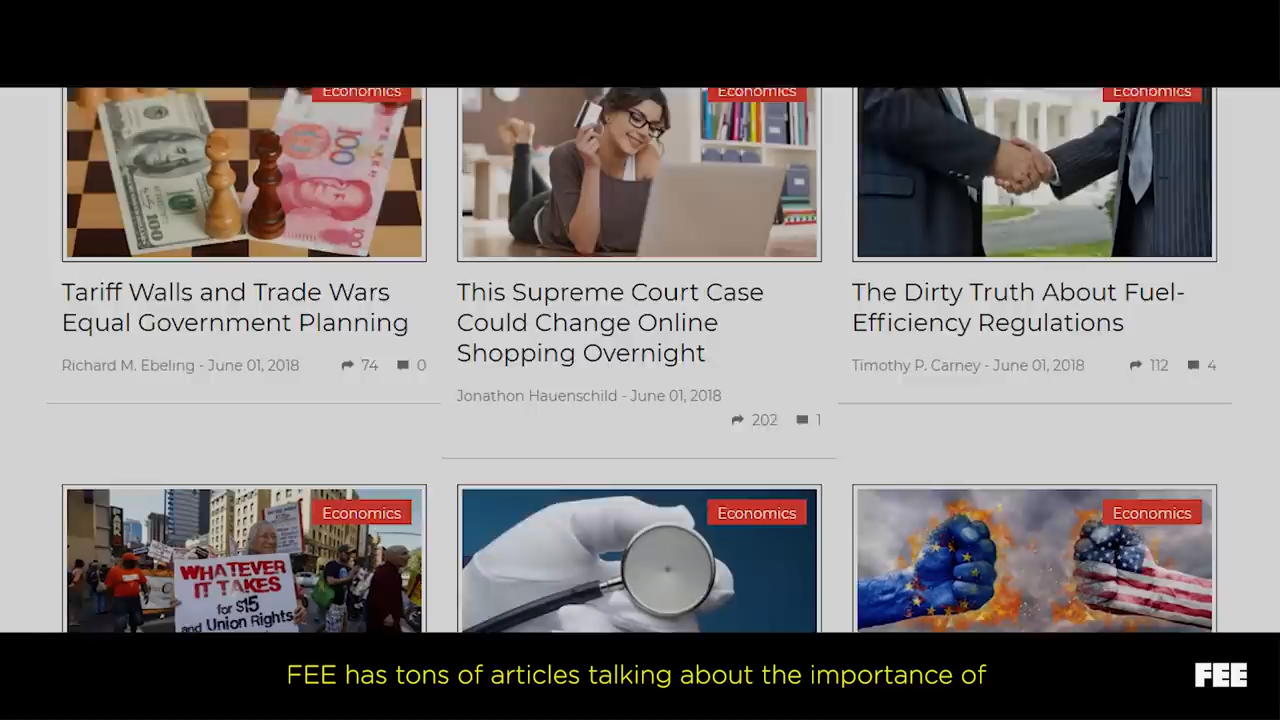 Economics
Economics
Economics
Tariff Walls and Trade Wars
Equal Government Planning
Richard M. Ebeling - June 01, 2018
74
0
This Supreme Court Case
Could Change Online
Shopping Overnight
Jonathon Hauenschild - June 01, 2018
202
1
The Dirty Truth About Fuel-
Efficiency Regulations
Timothy P. Carney - June 01, 2018
112
4
Economics
WHATEVER
IT TAKES
for $15
and Union Rights
Economics
Economics
FEE has tons of articles talking about the importance of
FEE